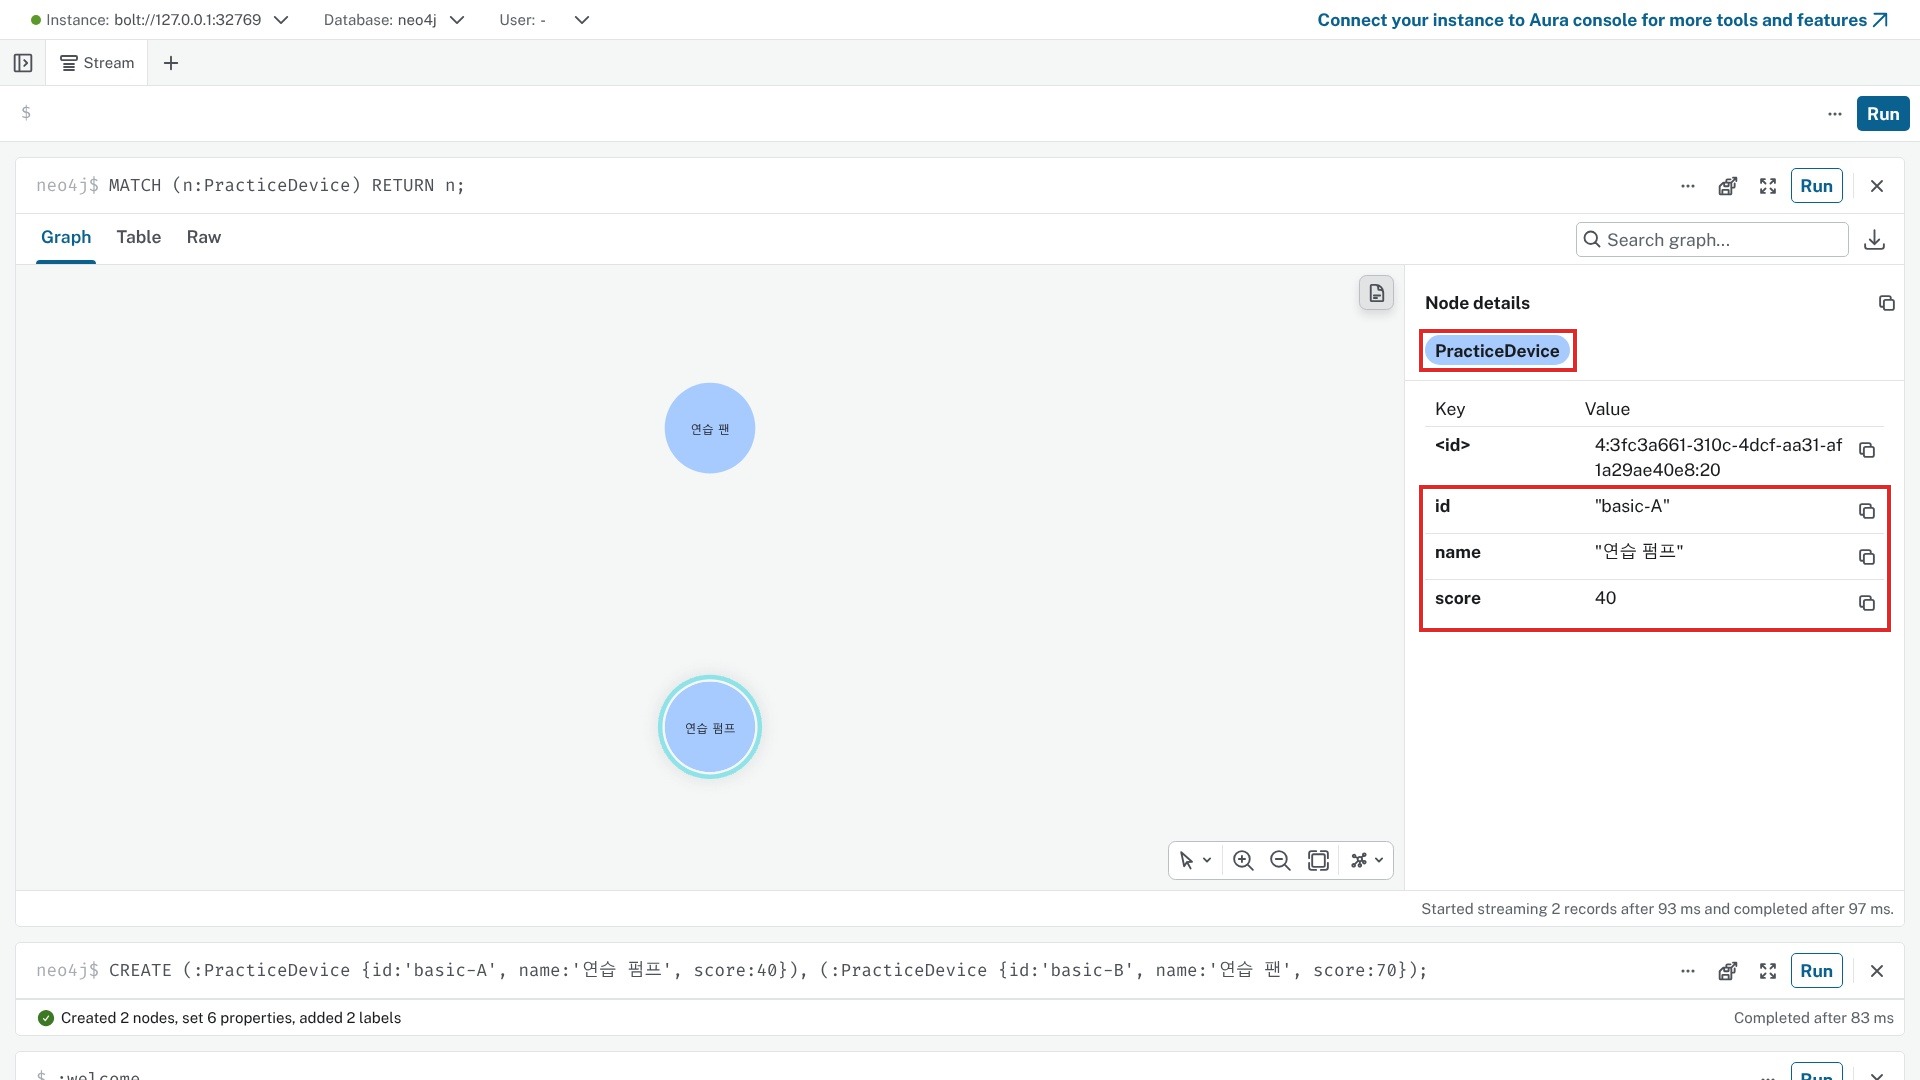 Instance: bolt://127.0.0.1:32769 Database: neo4j User: - Connect your instance to Aura console for more tools and features
Stream
$ ... Run
neo4j$ MATCH (n:PracticeDevice) RETURN n; ... Run
Graph Table Raw Search graph...
Node details
PracticeDevice
Key Value
<id> 4:3fc3a661-310c-4dcf-aa31-af
1a29ae40e8:20
id "basic-A"
name "연습 펌프"
score 40
연습 팬
연습 펌프
Started streaming 2 records after 93 ms and completed after 97 ms.
neo4j$ CREATE (:PracticeDevice {id:'basic-A', name:'연습 펌프', score:40}), (:PracticeDevice {id:'basic-B', name:'연습 팬', score:70}); ... Run
Created 2 nodes, set 6 properties, added 2 labels Completed after 83 ms
$ :welcome ... Run